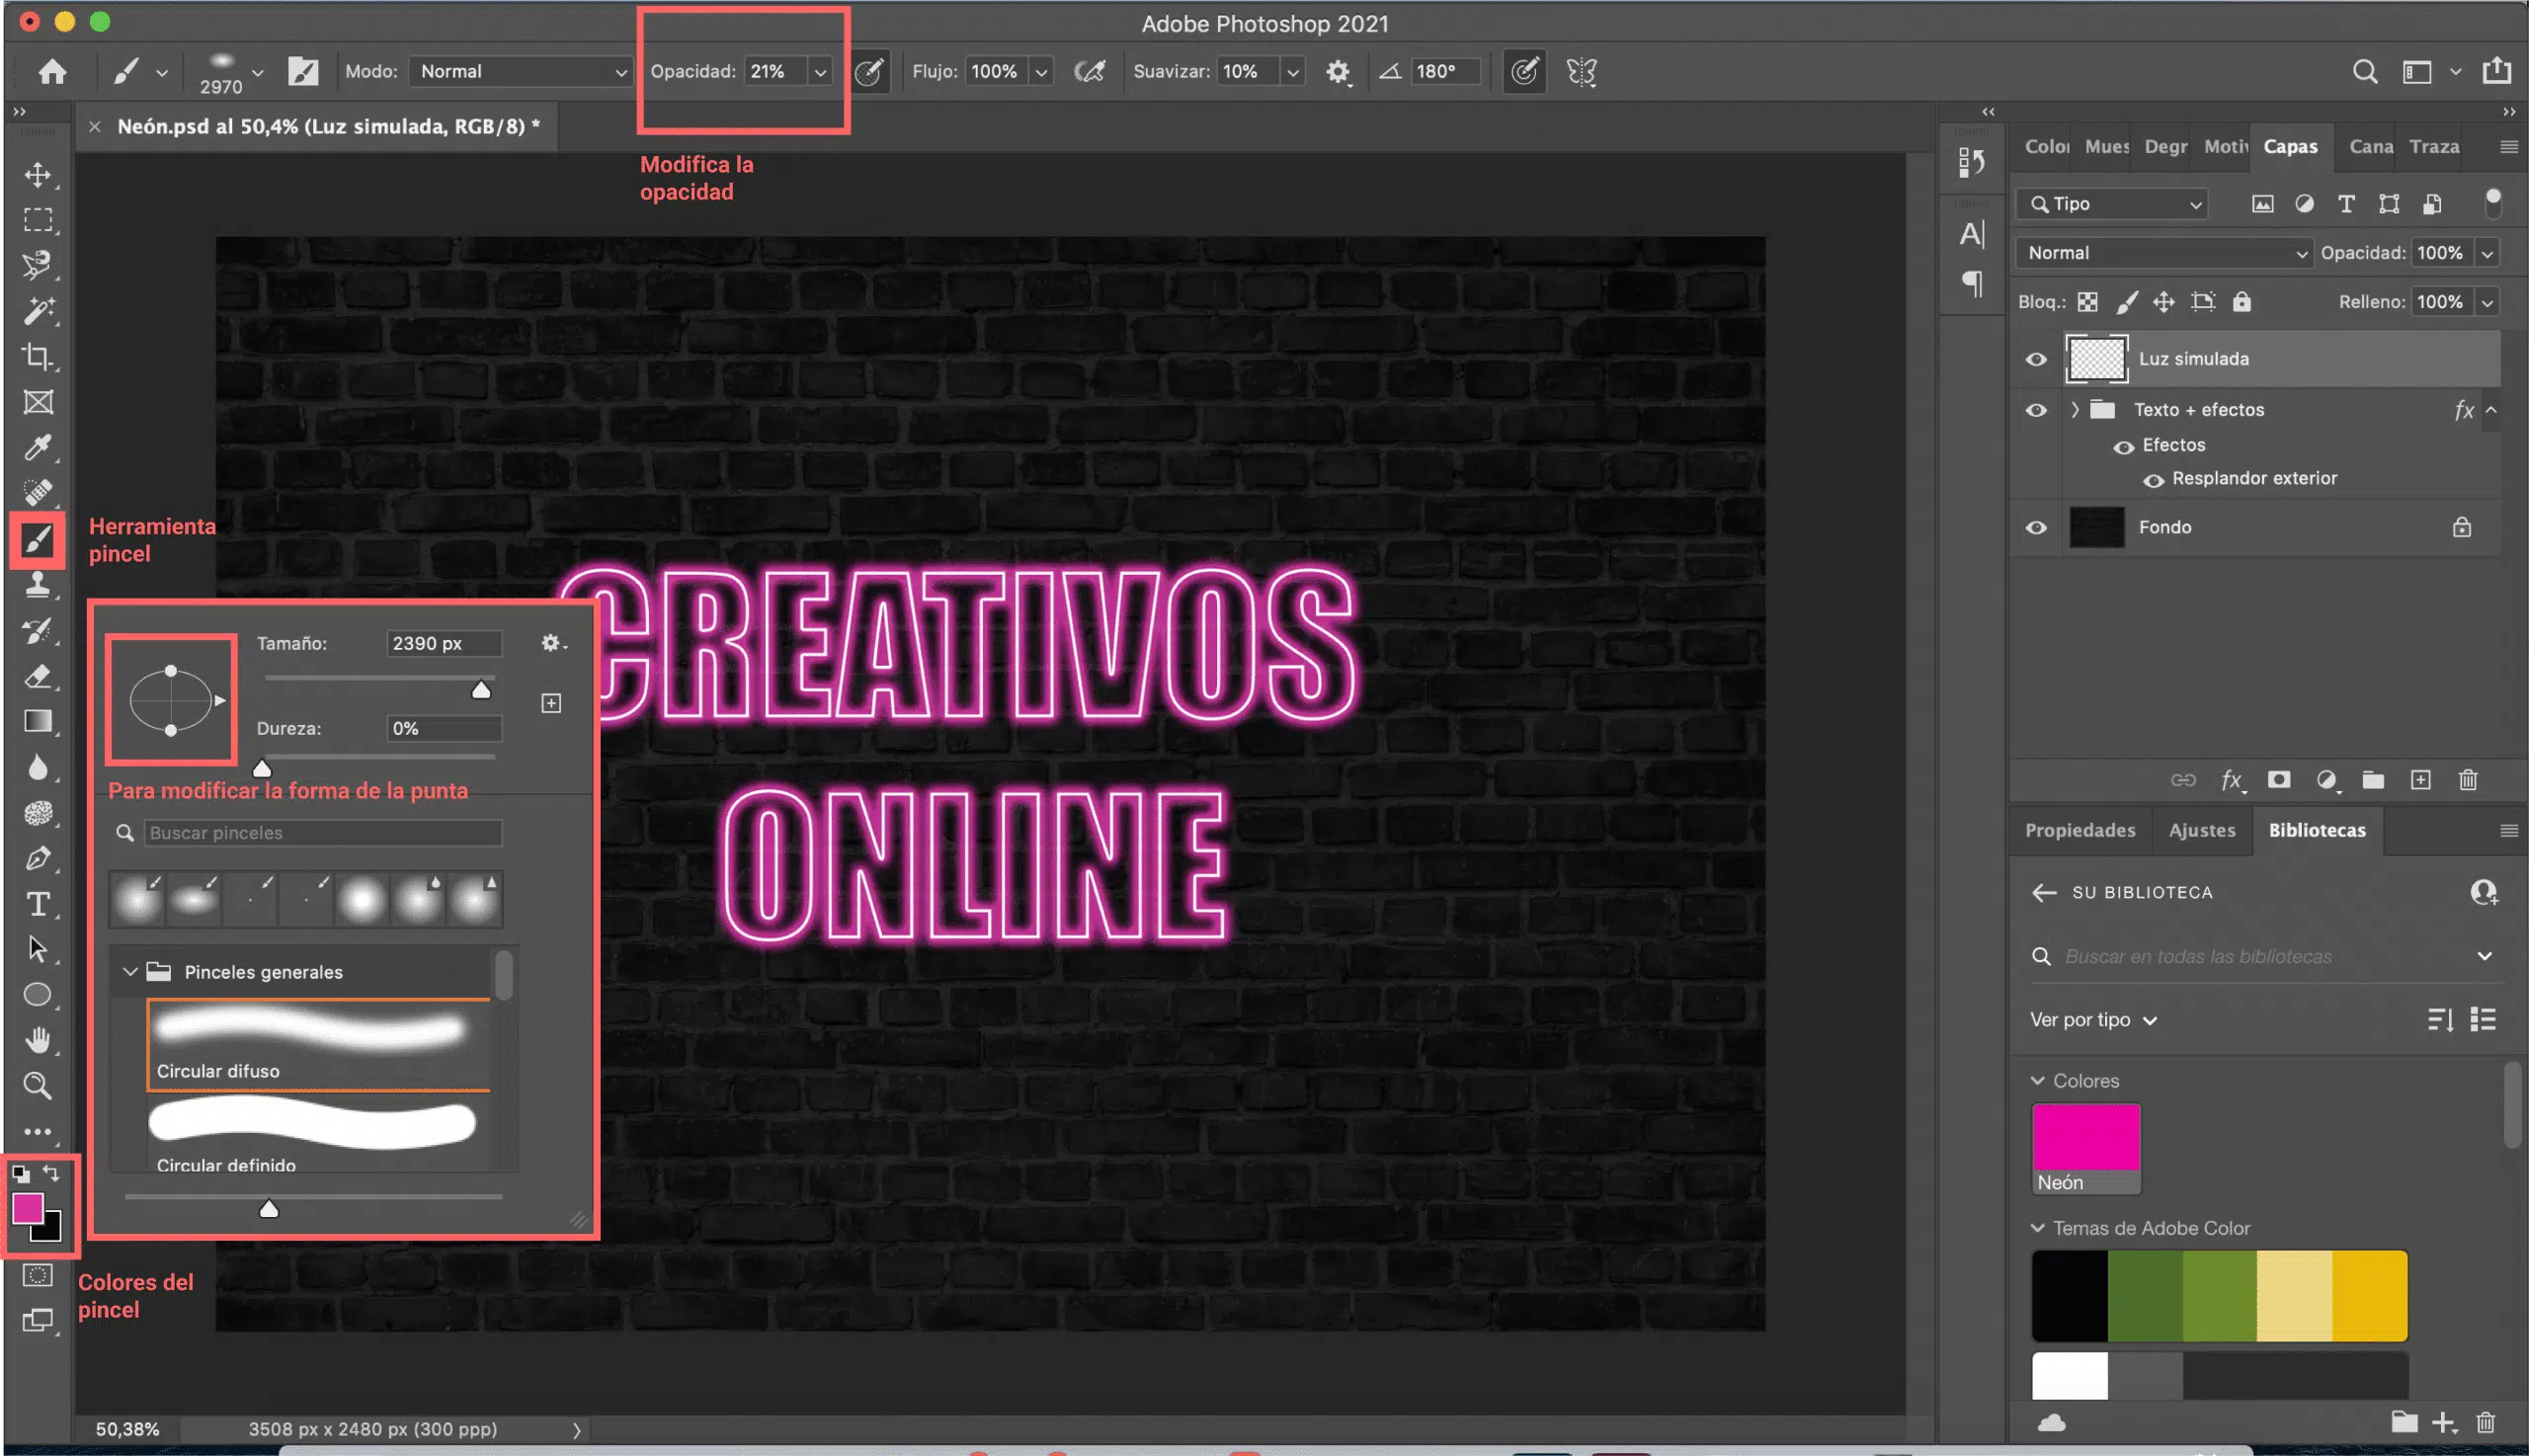 Adobe Photoshop 2021
2970
Modo: Normal
Opacidad: 21%
Flujo: 100%
Suavizar: 10%
180°
Neón.psd al 50,4% (Luz simulada, RGB/8) *
Modifica la
opacidad
Herramienta
pincel
Tamaño: 2390 px
Dureza: 0%
Para modificar la forma de la punta
Buscar pinceles
Pinceles generales
Circular difuso
Circular definido
Colores del
pincel
CREATIVOS
ONLINE
50,38% 3508 px x 2480 px (300 ppp)
Color Mues Degr Motiv Capas Cana Traza
Tipo
Normal Opacidad: 100%
Bloq.: Relleno: 100%
Luz simulada
Texto + efectos fx
Efectos
Resplandor exterior
Fondo
fx
Propiedades Ajustes Bibliotecas
SU BIBLIOTECA
Buscar en todas las bibliotecas
Ver por tipo
Colores
Neón
Temas de Adobe Color